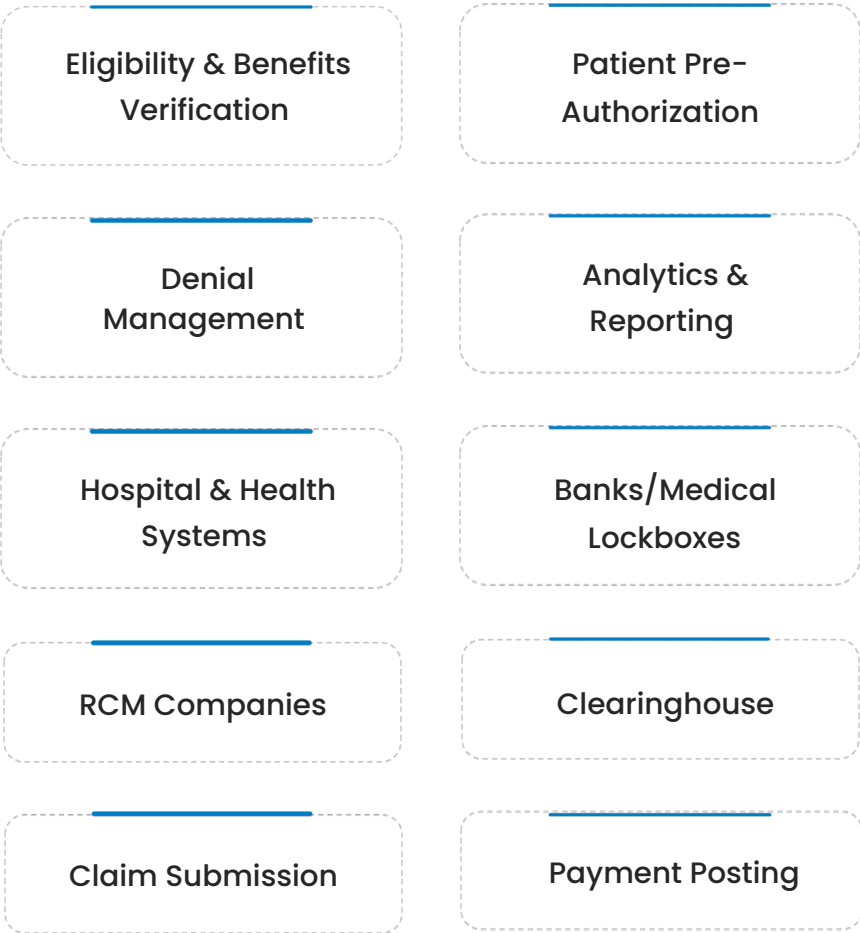 Eligibility & Benefits
Verification
Patient Pre-
Authorization
Denial
Management
Analytics &
Reporting
Hospital & Health
Systems
Banks/Medical
Lockboxes
RCM Companies
Clearinghouse
Claim Submission
Payment Posting